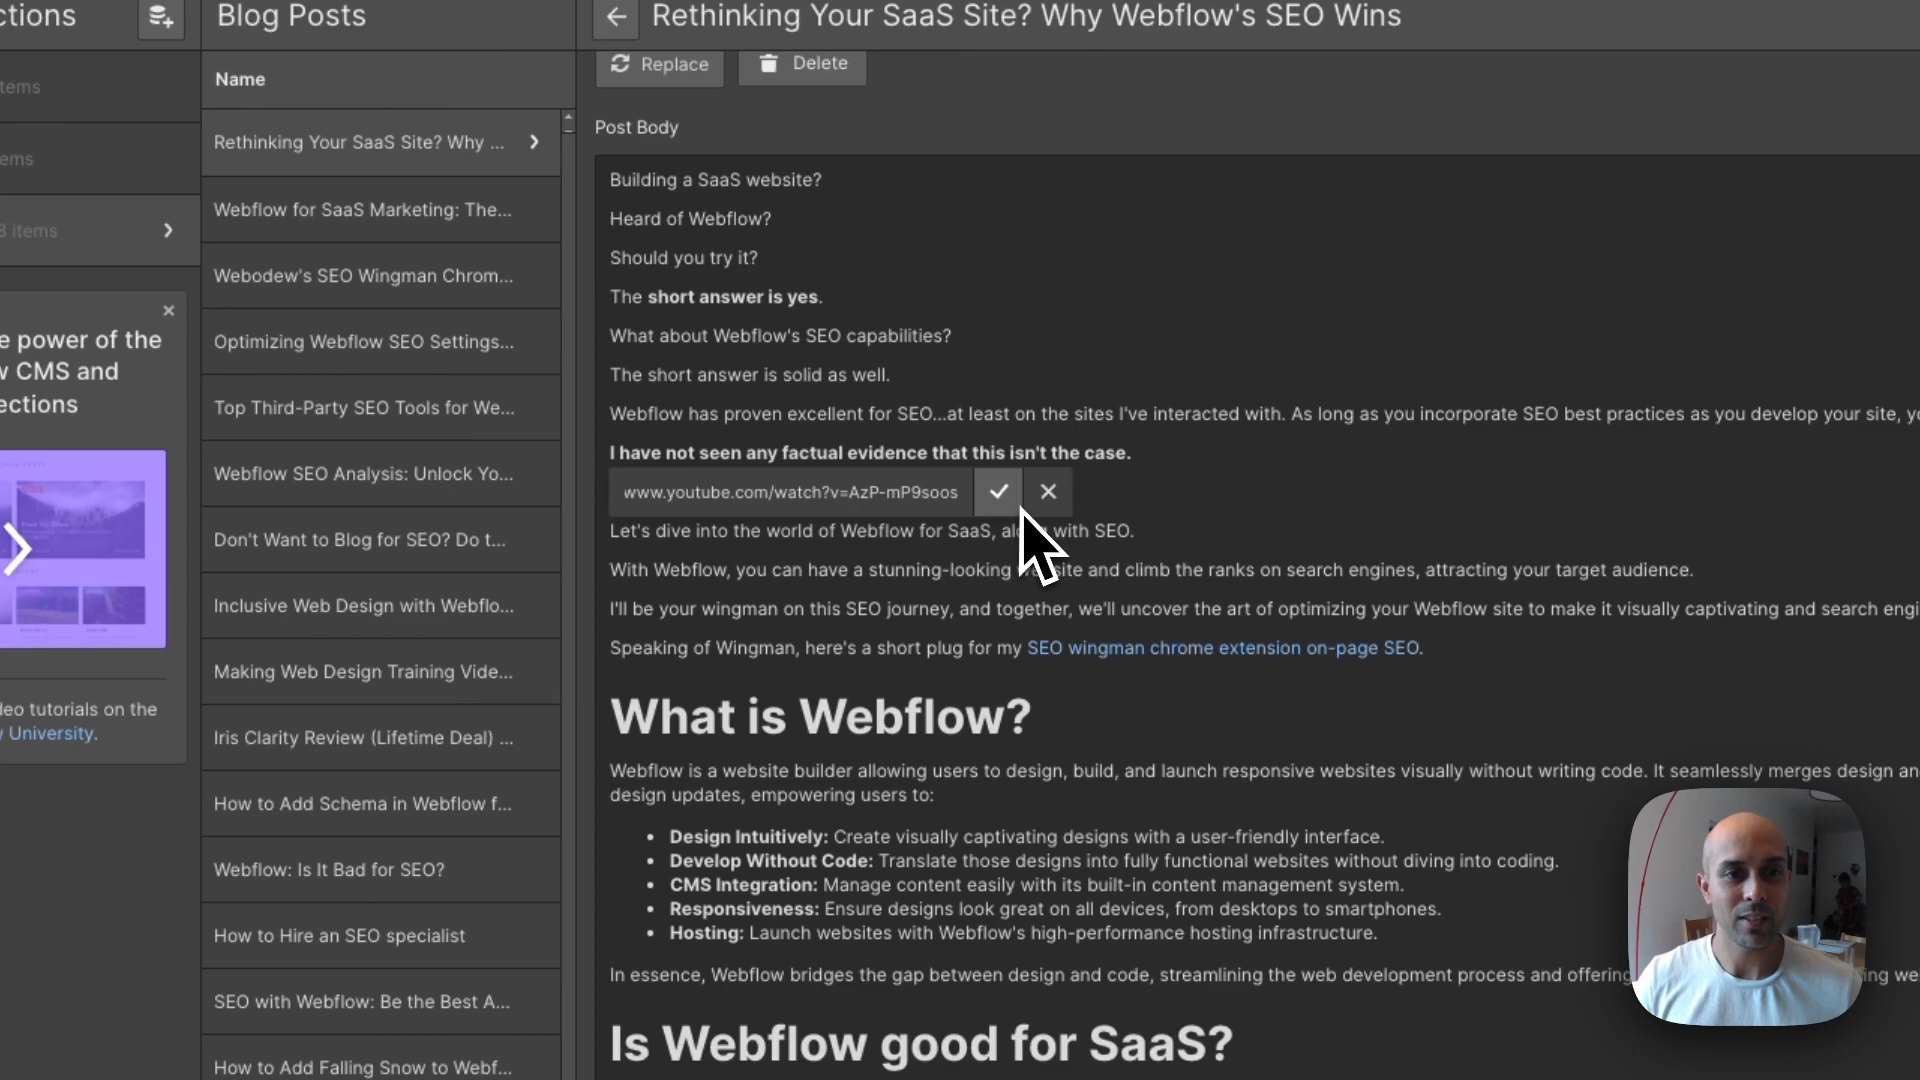 ctions
Blog Posts
Rethinking Your SaaS Site? Why Webflow's SEO Wins
Replace
Delete
Name
tems
ems
8 items
Rethinking Your SaaS Site? Why ...
Webflow for SaaS Marketing: The...
Webodew's SEO Wingman Chrom...
Optimizing Webflow SEO Settings...
Top Third-Party SEO Tools for We...
Webflow SEO Analysis: Unlock Yo...
Don't Want to Blog for SEO? Do t...
Inclusive Web Design with Webflo...
Making Web Design Training Vide...
Iris Clarity Review (Lifetime Deal) ...
How to Add Schema in Webflow f...
Webflow: Is It Bad for SEO?
How to Hire an SEO specialist
SEO with Webflow: Be the Best A...
How to Add Falling Snow to Webf...
e power of the
w CMS and
ections
deo tutorials on the
w University.
Post Body
Building a SaaS website?
Heard of Webflow?
Should you try it?
The short answer is yes.
What about Webflow's SEO capabilities?
The short answer is solid as well.
Webflow has proven excellent for SEO...at least on the sites I've interacted with. As long as you incorporate SEO best practices as you develop your site, yo
I have not seen any factual evidence that this isn't the case.
www.youtube.com/watch?v=AzP-mP9soos
Let's dive into the world of Webflow for SaaS, along with SEO.
With Webflow, you can have a stunning-looking website and climb the ranks on search engines, attracting your target audience.
I'll be your wingman on this SEO journey, and together, we'll uncover the art of optimizing your Webflow site to make it visually captivating and search engi
Speaking of Wingman, here's a short plug for my SEO wingman chrome extension on-page SEO.
What is Webflow?
Webflow is a website builder allowing users to design, build, and launch responsive websites visually without writing code. It seamlessly merges design an
design updates, empowering users to:
• Design Intuitively: Create visually captivating designs with a user-friendly interface.
• Develop Without Code: Translate those designs into fully functional websites without diving into coding.
• CMS Integration: Manage content easily with its built-in content management system.
• Responsiveness: Ensure designs look great on all devices, from desktops to smartphones.
• Hosting: Launch websites with Webflow's high-performance hosting infrastructure.
In essence, Webflow bridges the gap between design and code, streamlining the web development process and offering ing we
Is Webflow good for SaaS?